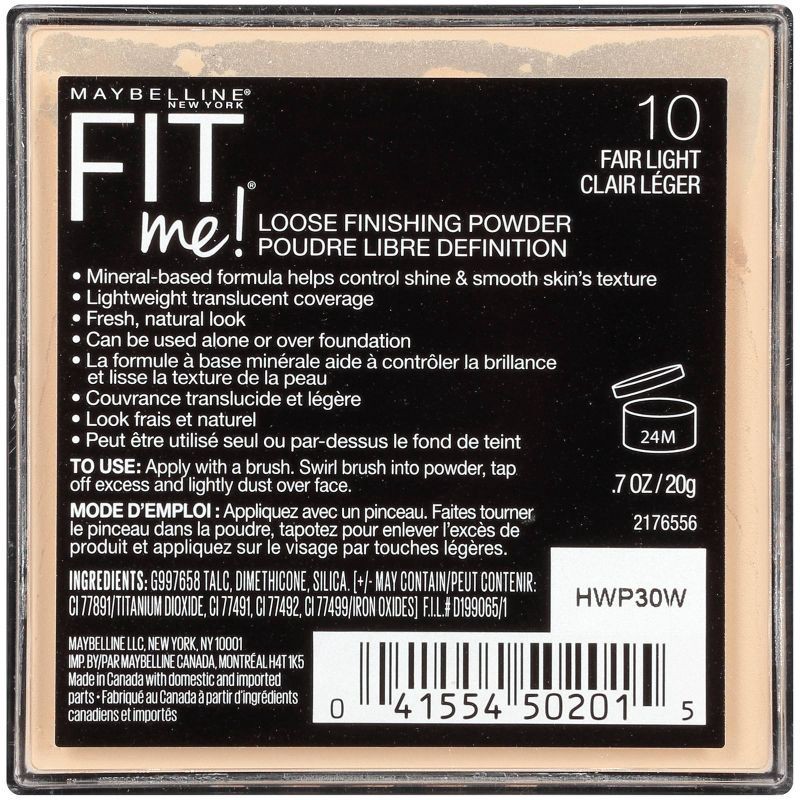 MAYBELLINE®
NEW YORK
FIT
me!®
10
FAIR LIGHT
CLAIR LÉGER
LOOSE FINISHING POWDER
POUDRE LIBRE DEFINITION
• Mineral-based formula helps control shine & smooth skin's texture
• Lightweight translucent coverage
• Fresh, natural look
• Can be used alone or over foundation
• La formule à base minérale aide à contrôler la brillance
et lisse la texture de la peau
• Couvrance translucide et légère
• Look frais et naturel
• Peut être utilisé seul ou par-dessus le fond de teint
TO USE: Apply with a brush. Swirl brush into powder, tap
off excess and lightly dust over face.
MODE D'EMPLOI : Appliquez avec un pinceau. Faites tourner
le pinceau dans la poudre, tapotez pour enlever l'excès de
produit et appliquez sur le visage par touches légères.
24M
.7 OZ / 20g
2176556
INGREDIENTS: G997658 TALC, DIMETHICONE, SILICA. [+/- MAY CONTAIN/PEUT CONTENIR:
CI 77891/TITANIUM DIOXIDE, CI 77491, CI 77492, CI 77499/IRON OXIDES] F.I.L.# D199065/1
HWP30W
MAYBELLINE LLC, NEW YORK, NY 10001
IMP. BY/PAR MAYBELLINE CANADA, MONTRÉAL H4T 1K5
Made in Canada with domestic and imported
parts • Fabriqué au Canada à partir d'ingrédients
canadiens et importés
0 41554 50201 5